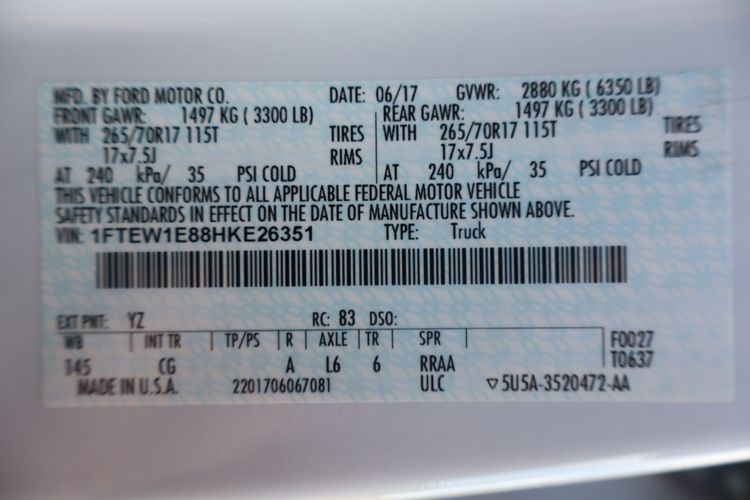 MFD. BY FORD MOTOR CO. DATE: 06/17 GVWR: 2880 KG ( 6350 LB)
FRONT GAWR: 1497 KG ( 3300 LB) REAR GAWR: 1497 KG ( 3300 LB)
WITH 265/70R17 115T TIRES WITH 265/70R17 115T TIRES
17x7.5J RIMS 17x7.5J RIMS
AT 240 kPa/ 35 PSI COLD AT 240 kPa/ 35 PSI COLD
THIS VEHICLE CONFORMS TO ALL APPLICABLE FEDERAL MOTOR VEHICLE
SAFETY STANDARDS IN EFFECT ON THE DATE OF MANUFACTURE SHOWN ABOVE.
VIN: 1FTEW1E88HKE26351 TYPE: Truck
EXT PNT: YZ RC: 83 DSO:
WB INT TR TP/PS R AXLE TR SPR F0027
145 CG A L6 6 RRAA T0637
MADE IN U.S.A. 2201706067081 ULC ▽5U5A-3520472-AA